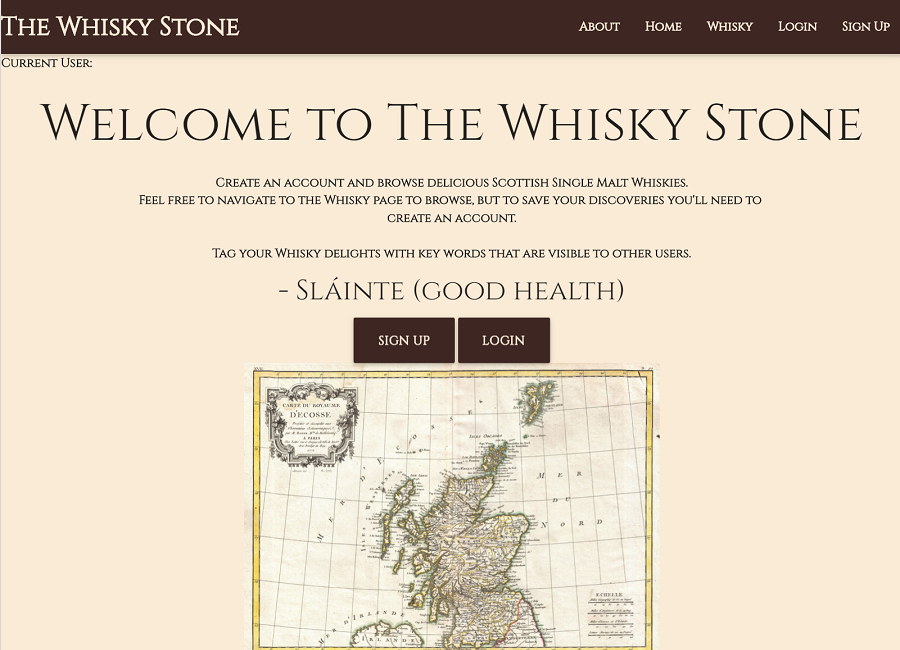 The Whisky Stone
About Home Whisky Login Sign Up
Current User:
Welcome to The Whisky Stone
Create an account and browse delicious Scottish Single Malt Whiskies.
Feel free to navigate to the Whisky page to browse, but to save your discoveries you'll need to
create an account.
Tag your Whisky delights with key words that are visible to other users.
- Sláinte (good health)
SIGN UP LOGIN
CARTE DU ROYAUME
D'ECOSSE
A PARIS
MER D'ECOSSE
MER
DU
NORD
ECHELLE
MER D'IRLANDE
IRLANDE